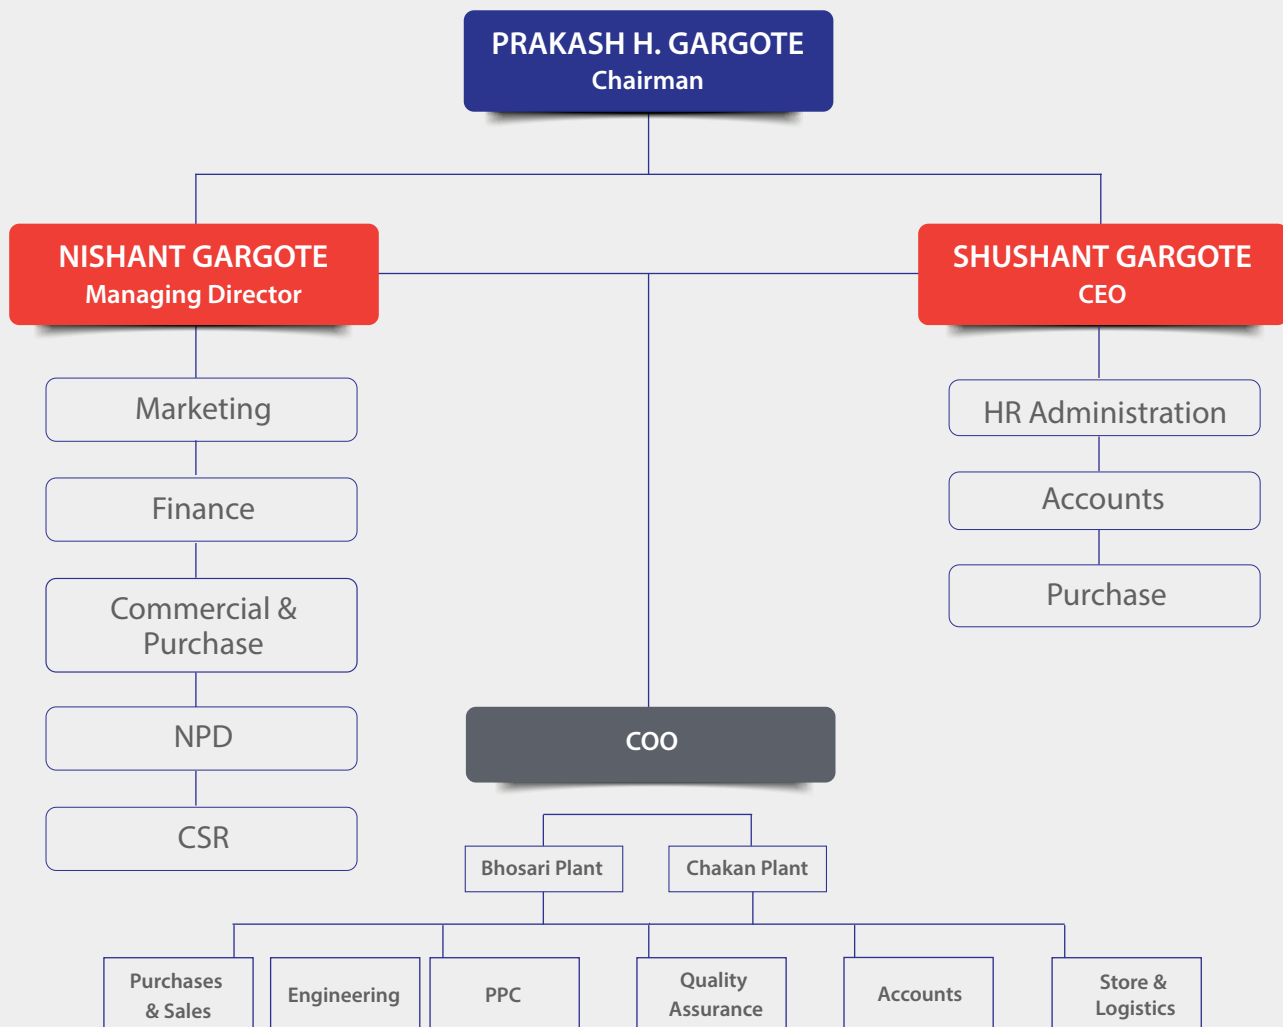 PRAKASH H. GARGOTE
Chairman
NISHANT GARGOTE
Managing Director
SHUSHANT GARGOTE
CEO
Marketing
Finance
Commercial &
Purchase
NPD
CSR
HR Administration
Accounts
Purchase
COO
Bhosari Plant
Chakan Plant
Purchases
& Sales
Engineering
PPC
Quality
Assurance
Accounts
Store &
Logistics